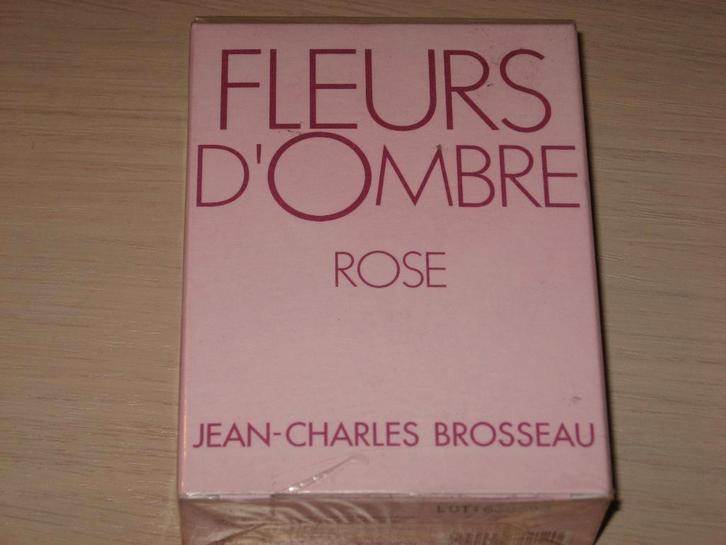 FLEURS
D'OMBRE
ROSE
JEAN-CHARLES BROSSEAU